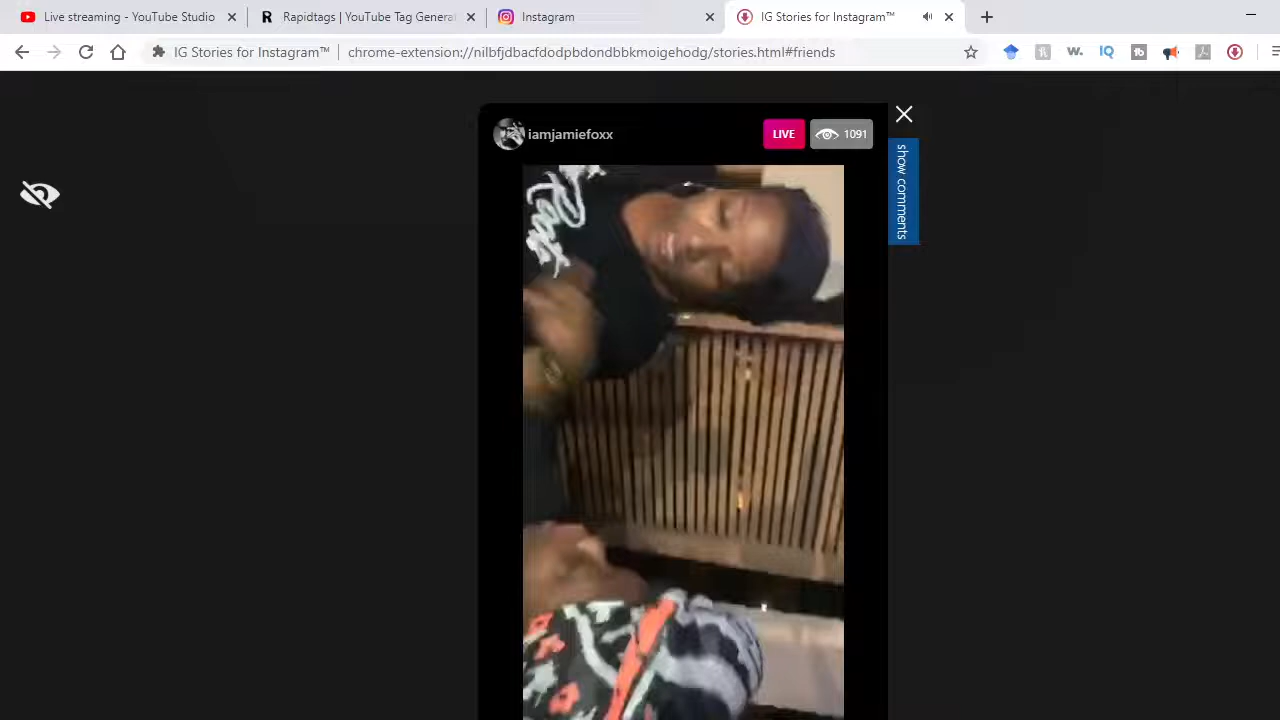 Live streaming - YouTube Studio
Rapidtags | YouTube Tag Genera
Instagram
IG Stories for Instagram™
IG Stories for Instagram™
chrome-extension://nilbfjdbacfdodpbdondbbkmoigehodg/stories.html#friends
iamjamiefoxx
LIVE
1091
show comments